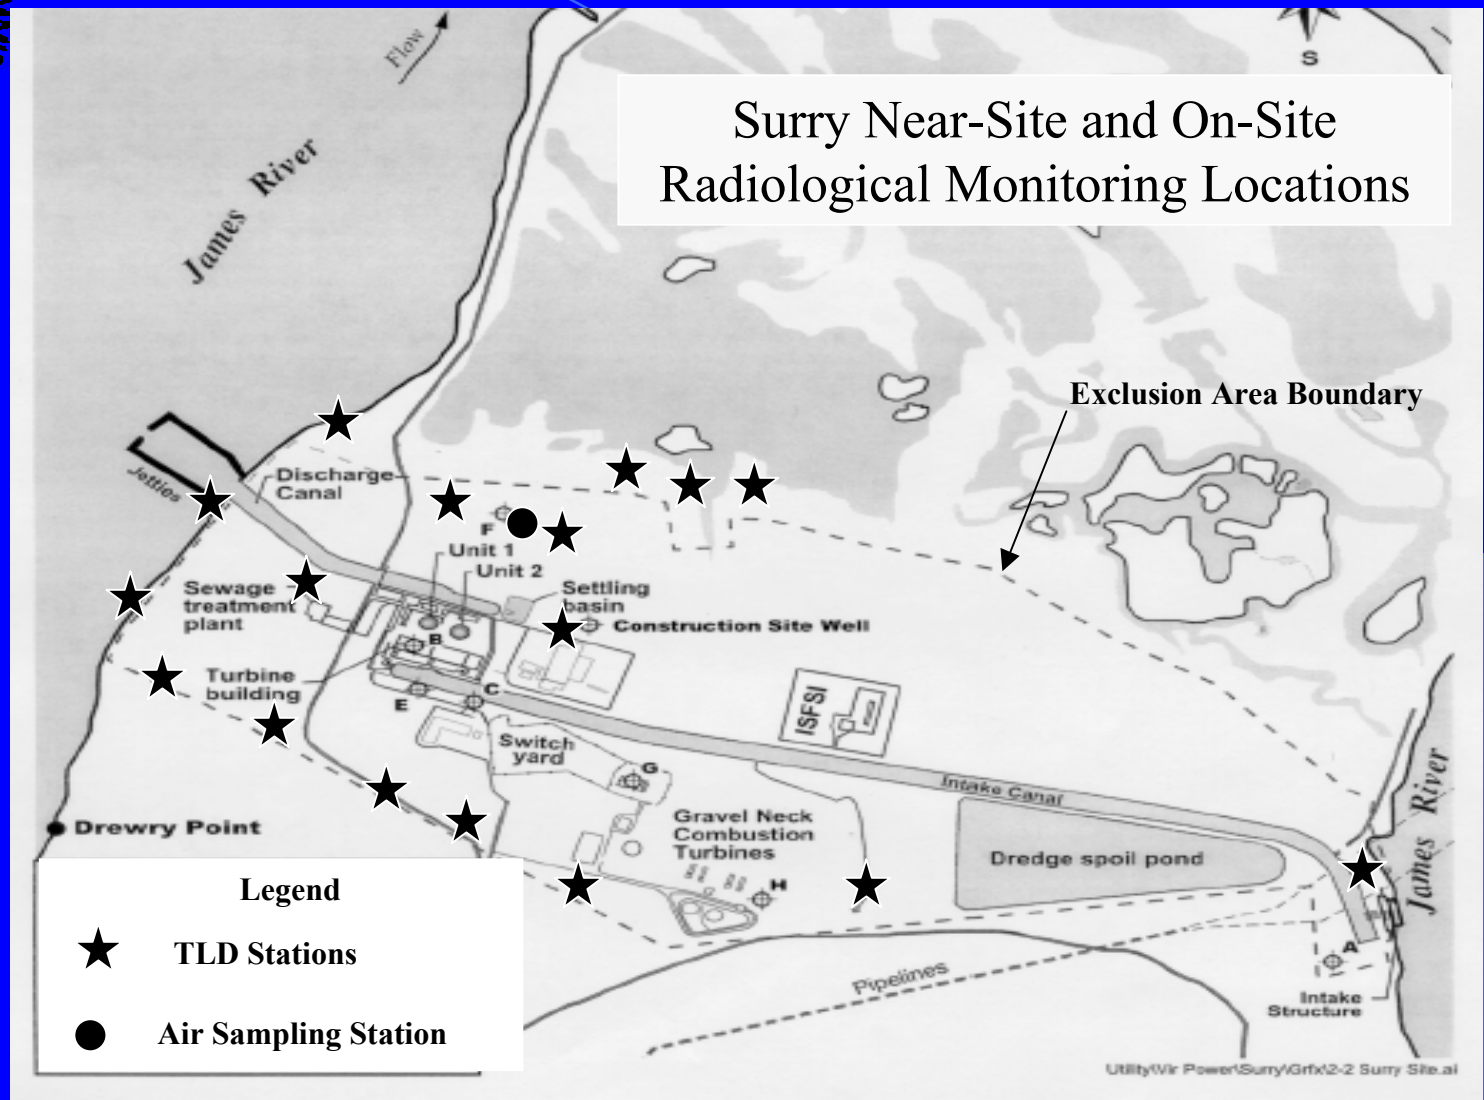 Flow
S
Surry Near-Site and On-Site
Radiological Monitoring Locations
James River
Exclusion Area Boundary
Jetties
Discharge
Canal
F
Unit 1
Unit 2
Sewage
treatment
plant
Settling
basin
Construction Site Well
B
Turbine
building
E
C
ISFSI
Switch
yard
G
Intake Canal
James River
Gravel Neck
Combustion
Turbines
Drewry Point
Dredge spoil pond
H
A
Pipelines
Intake
Structure
Legend
TLD Stations
Air Sampling Station
Utility\Vir Power\Surry\Grfx\2-2 Surry Site.ai